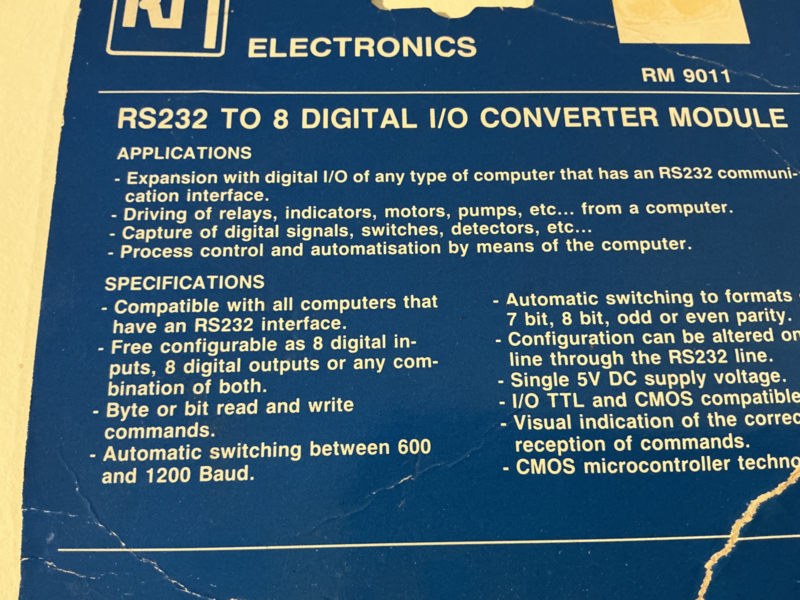 ELECTRONICS
RM 9011
RS232 TO 8 DIGITAL I/O CONVERTER MODULE
APPLICATIONS
- Expansion with digital I/O of any type of computer that has an RS232 communi-
cation interface.
- Driving of relays, indicators, motors, pumps, etc... from a computer.
- Capture of digital signals, switches, detectors, etc...
- Process control and automatisation by means of the computer.
SPECIFICATIONS
- Compatible with all computers that
have an RS232 interface.
- Free configurable as 8 digital in-
puts, 8 digital outputs or any com-
bination of both.
- Byte or bit read and write
commands.
- Automatic switching between 600
and 1200 Baud.
- Automatic switching to formats
7 bit, 8 bit, odd or even parity.
- Configuration can be altered on
line through the RS232 line.
- Single 5V DC supply voltage.
- I/O TTL and CMOS compatible
- Visual indication of the correc
reception of commands.
- CMOS microcontroller techno